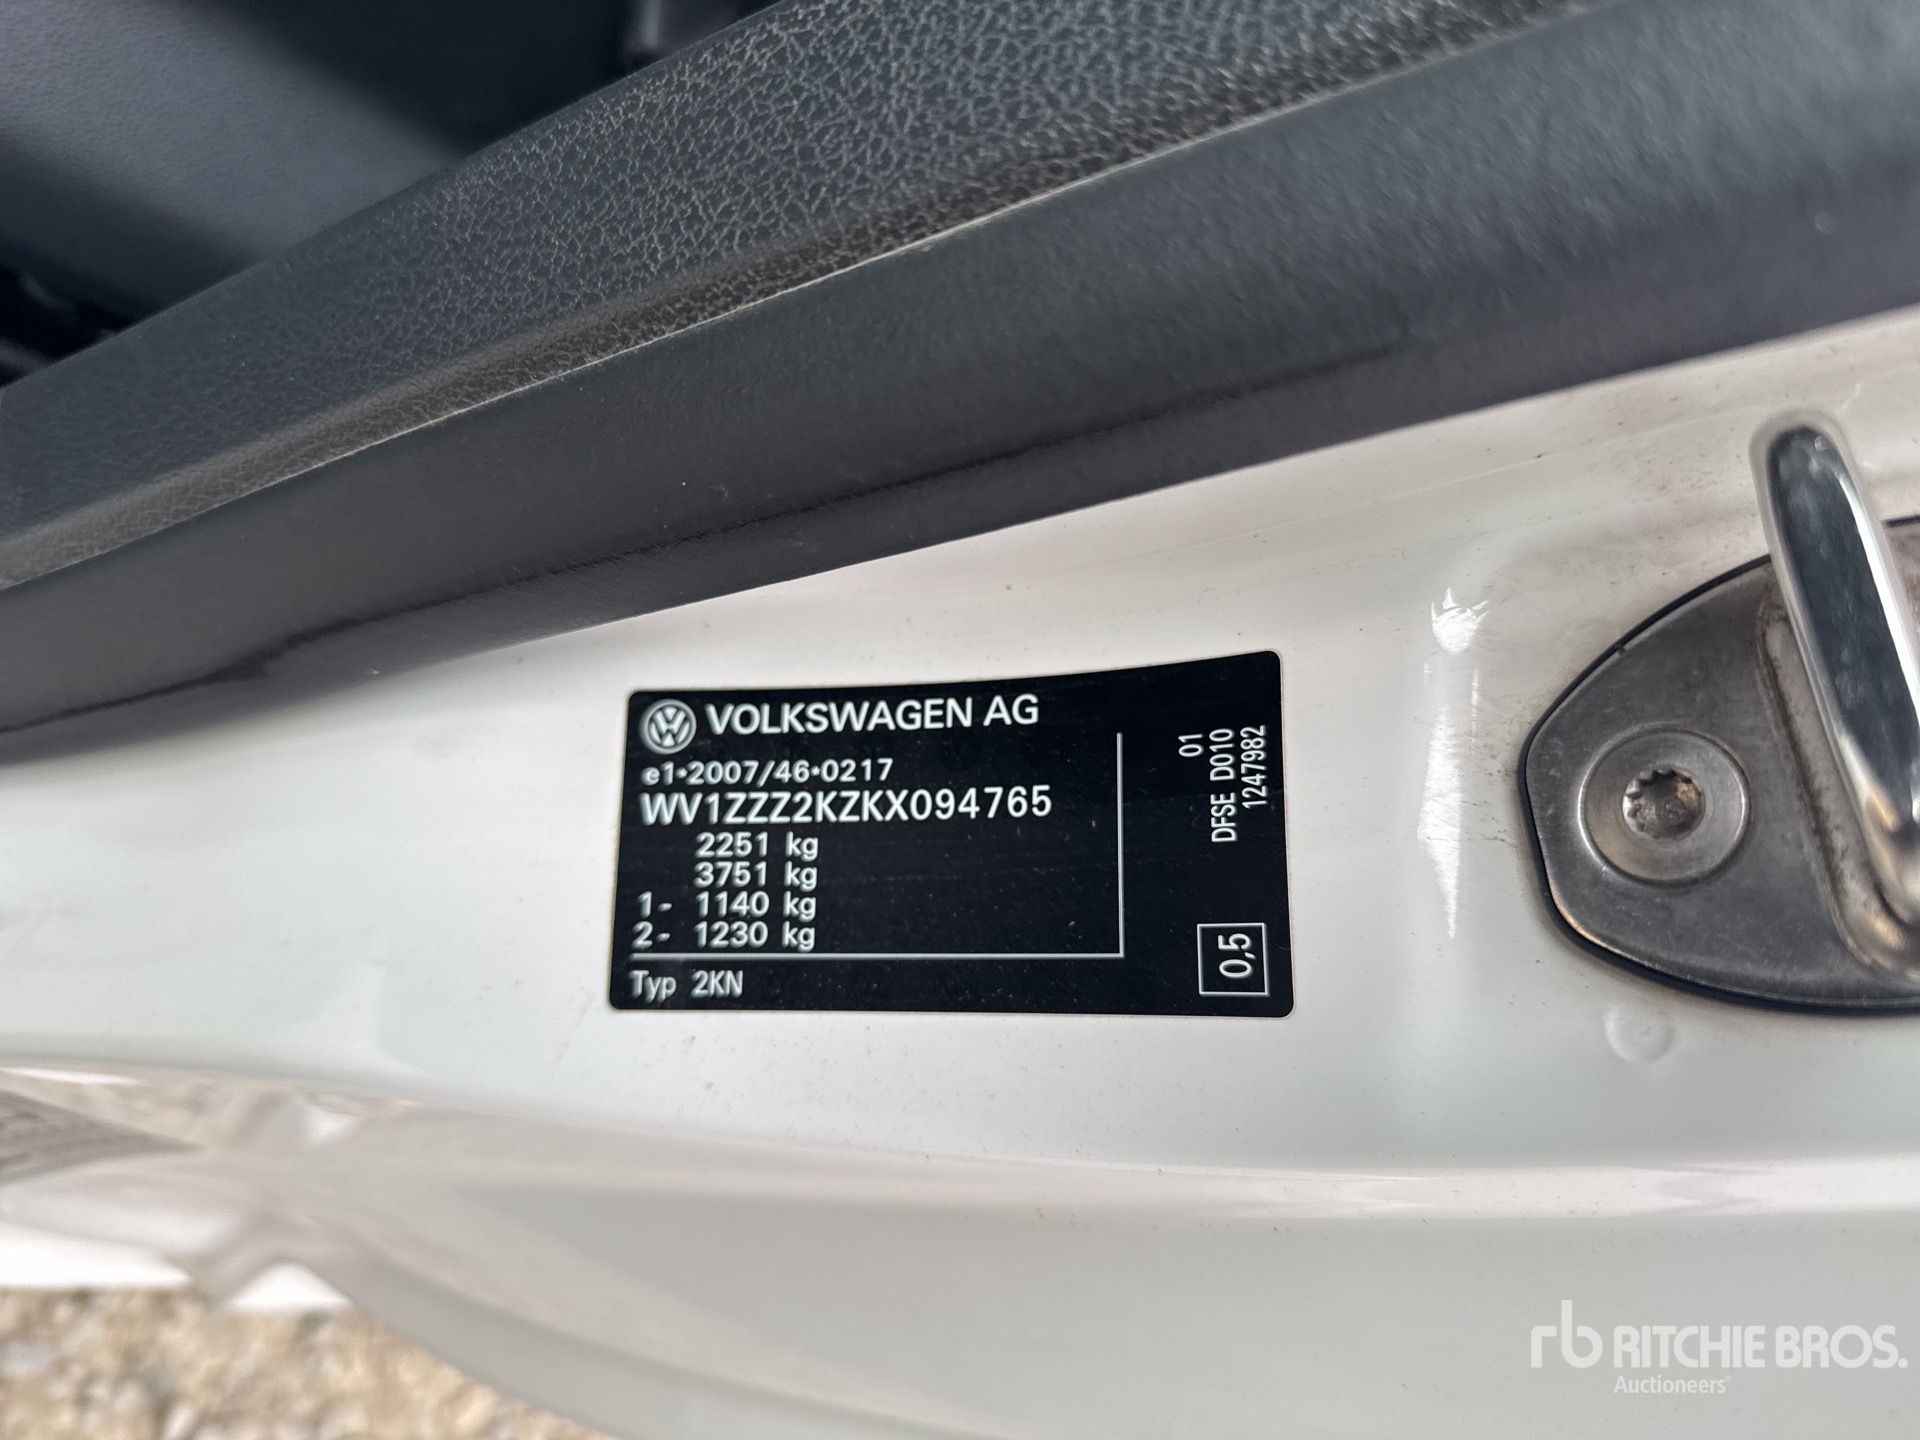 VOLKSWAGEN AG
e1*2007/46*0217
WV1ZZZ2KZKX094765
2251 kg
3751 kg
1- 1140 kg
2- 1230 kg
Typ 2KN
01
DFSE D010
1247982
0,5
rb RITCHIE BROS.
Auctioneers